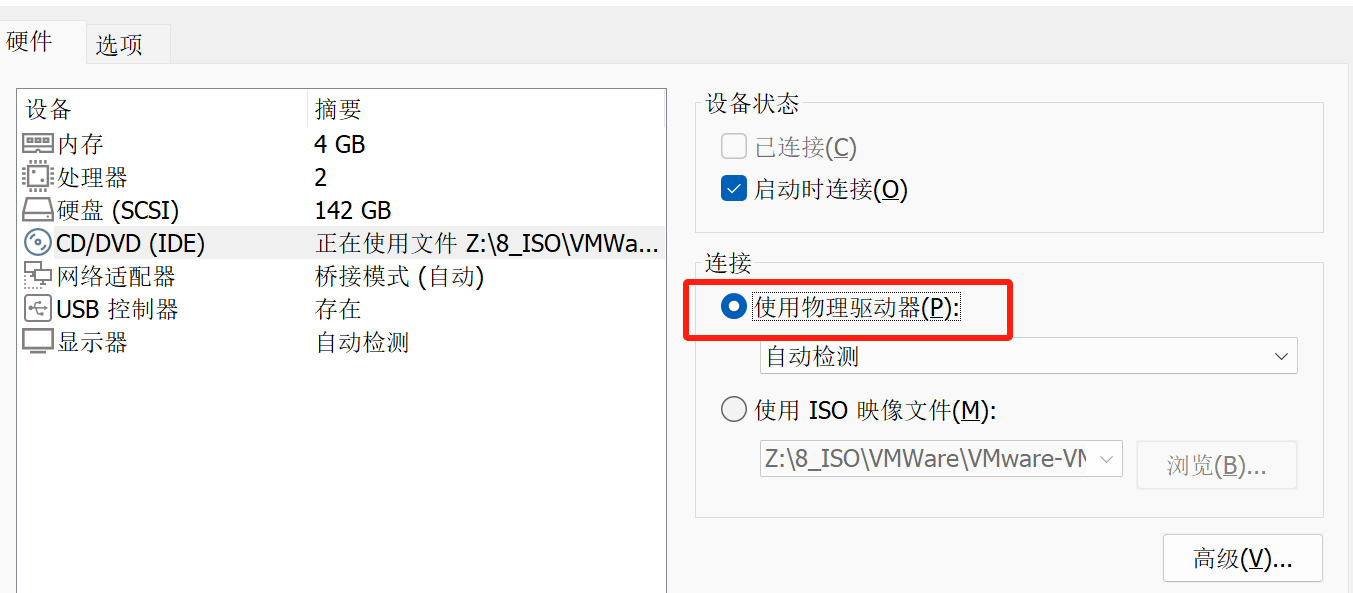 硬件
选项
设备 摘要
内存 4 GB
处理器 2
硬盘 (SCSI) 142 GB
CD/DVD (IDE) 正在使用文件 Z:\8_ISO\VMWa...
网络适配器 桥接模式 (自动)
USB 控制器 存在
显示器 自动检测
设备状态
已连接(C)
启动时连接(O)
连接
使用物理驱动器(P):
自动检测
使用 ISO 映像文件(M):
Z:\8_ISO\VMWare\VMware-VM
浏览(B)...
高级(V)...